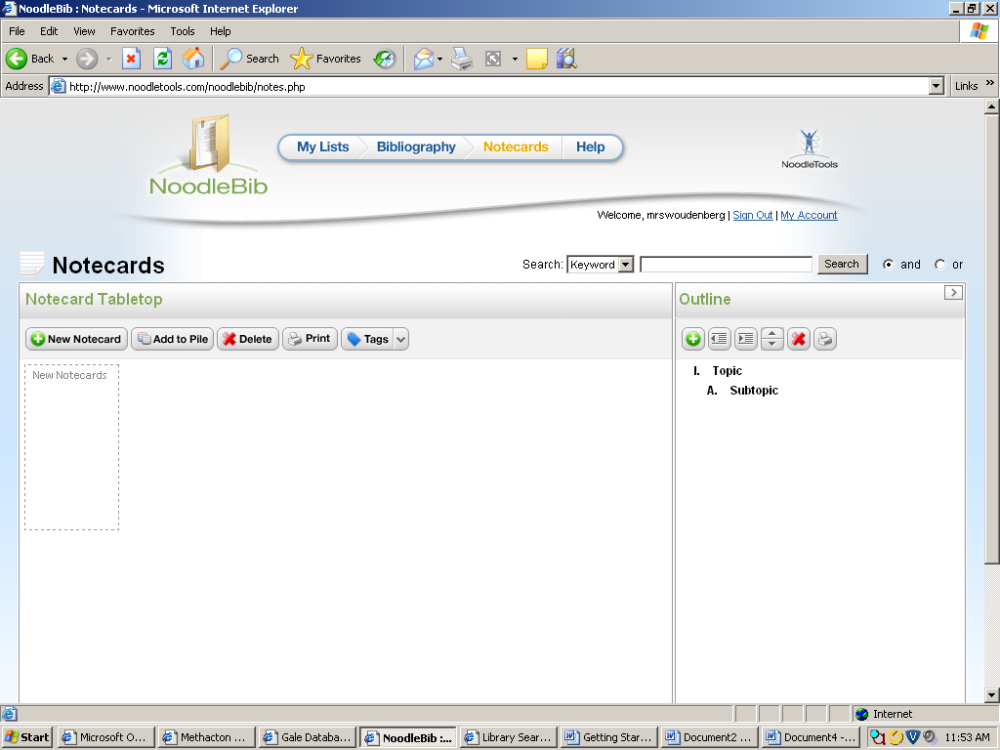 NoodleBib : Notecards - Microsoft Internet Explorer
File Edit View Favorites Tools Help
Back Search Favorites
Address http://www.noodletools.com/noodlebib/notes.php Links »
My Lists Bibliography Notecards Help
NoodleBib
NoodleTools
Welcome, mrswoudenberg | Sign Out | My Account
Notecards
Search: Keyword Search and or
Notecard Tabletop
Outline
New Notecard Add to Pile Delete Print Tags
New Notecards
I. Topic
A. Subtopic
Internet
Start Microsoft O... Methacton ... Gale Databa... NoodleBib :... Library Sear... Getting Star... Document2 ... Document4 -... 11:53 AM